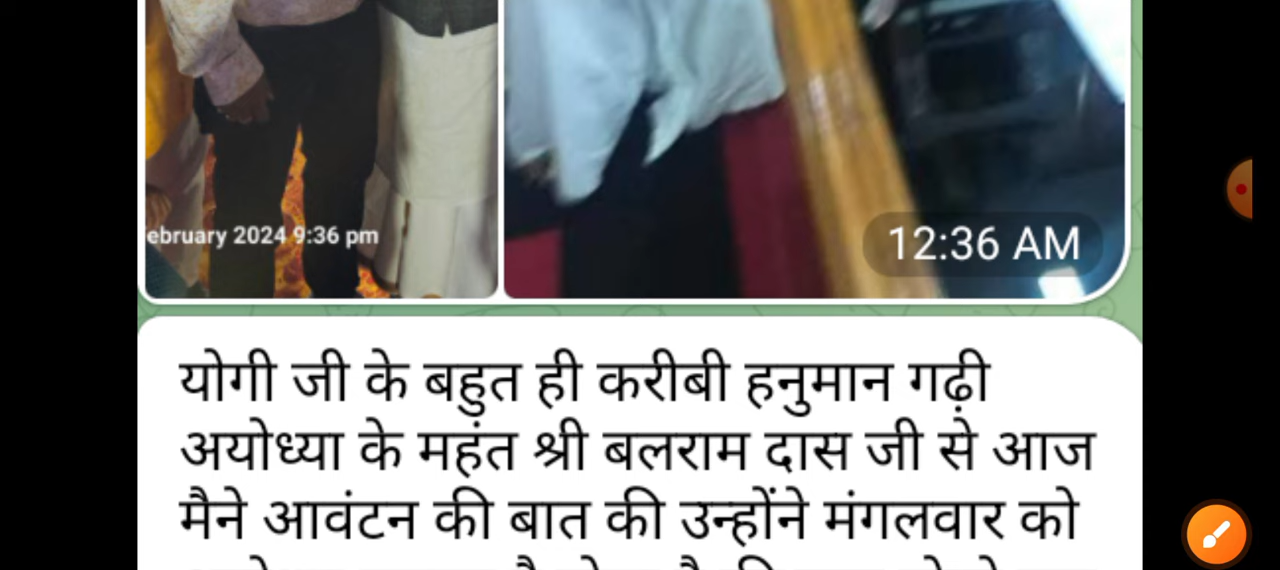 ebruary 2024 9:36 pm
12:36 AM
योगी जी के बहुत ही करीबी हनुमान गढ़ी
अयोध्या के महंत श्री बलराम दास जी से आज
मैने आवंटन की बात की उन्होंने मंगलवार को